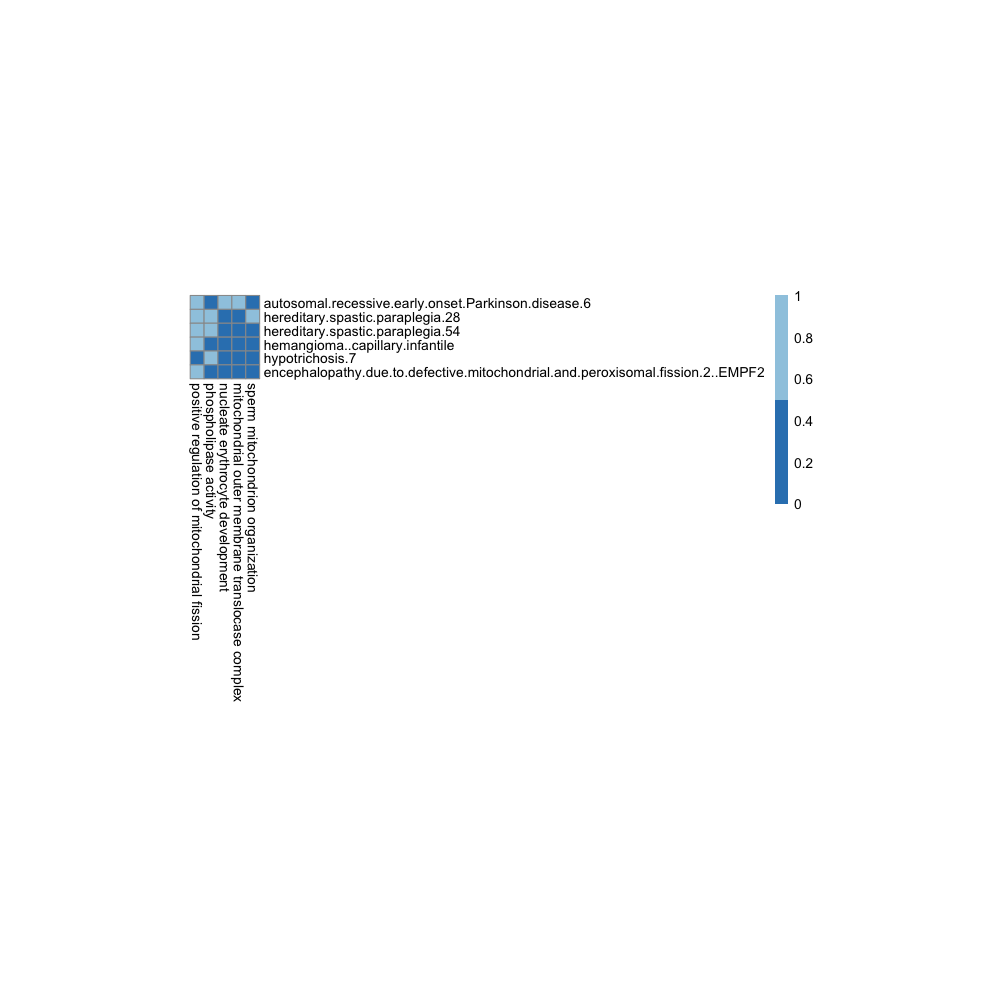 autosomal.recessive.early.onset.Parkinson.disease.6
hereditary.spastic.paraplegia.28
hereditary.spastic.paraplegia.54
hemangioma..capillary.infantile
hypotrichosis.7
encephalopathy.due.to.defective.mitochondrial.and.peroxisomal.fission.2..EMPF2
positive regulation of mitochondrial fission
phospholipase activity
nucleate erythrocyte development
mitochondrial outer membrane translocase complex
sperm mitochondrion organization
1
0.8
0.6
0.4
0.2
0